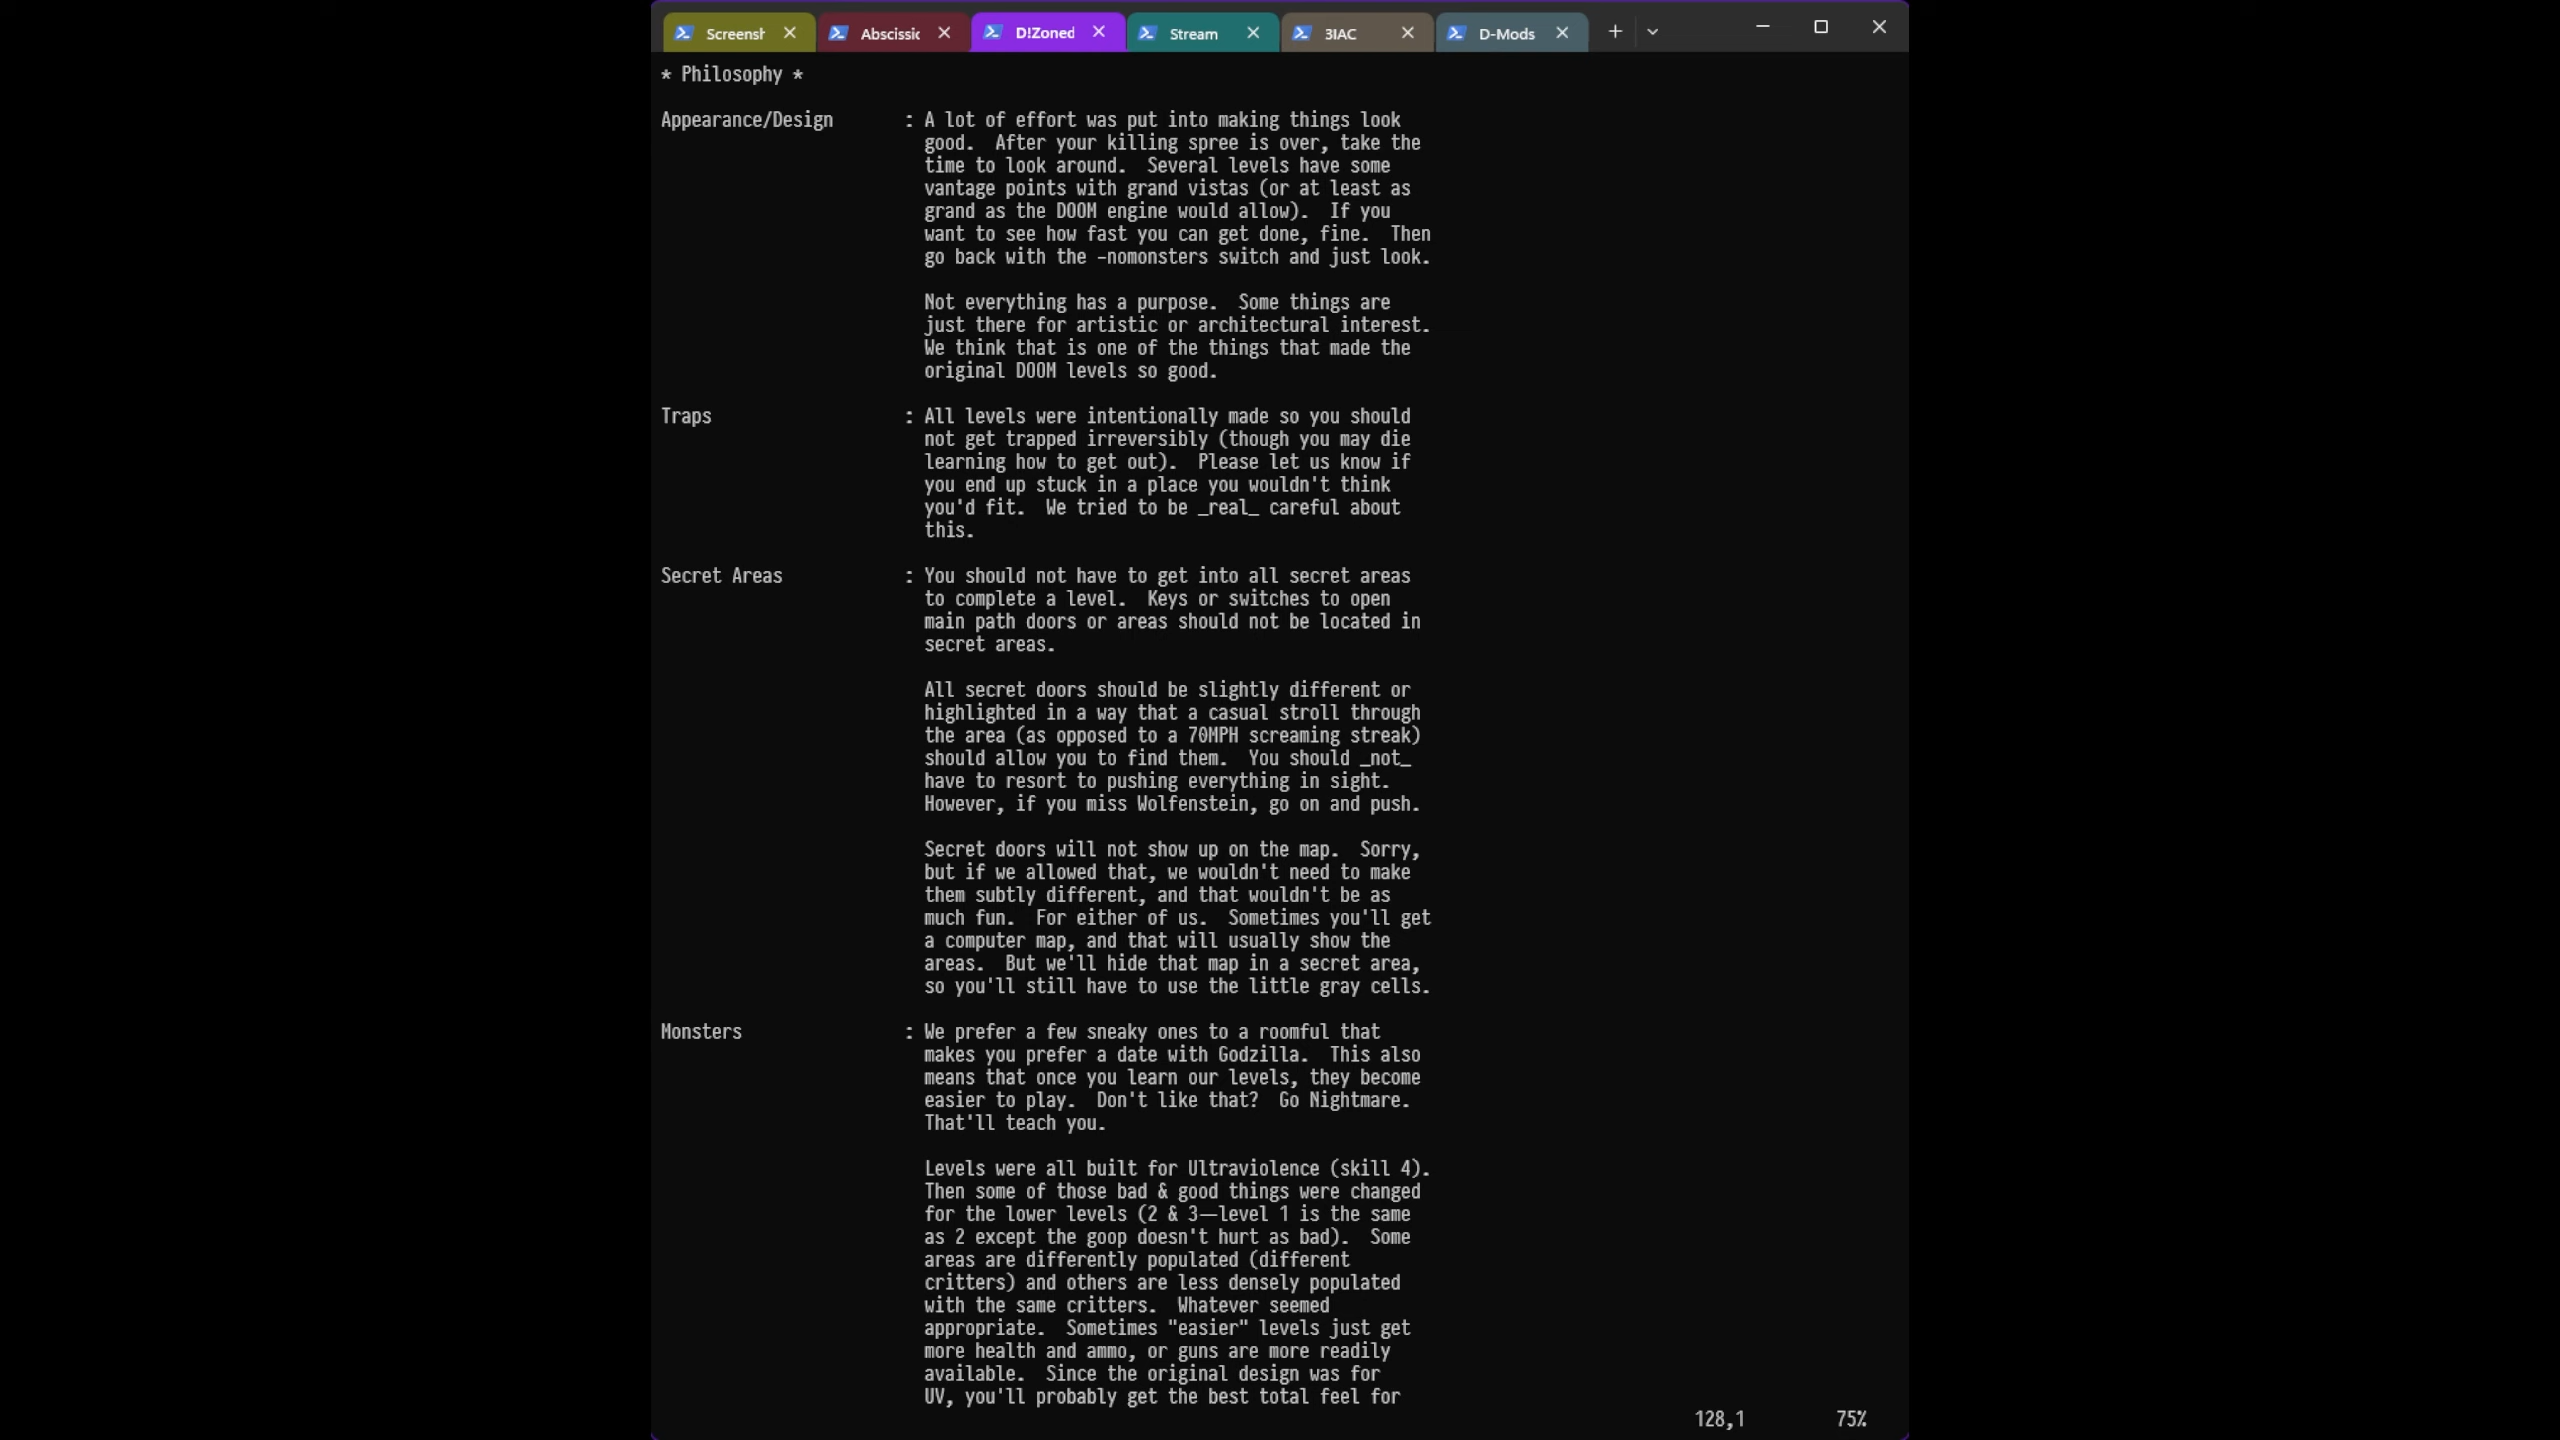 Screensh
Abscissic
D!Zoned
Stream
3IAC
D-Mods
* Philosophy *
Appearance/Design : A lot of effort was put into making things look
good.  After your killing spree is over, take the
time to look around.  Several levels have some
vantage points with grand vistas (or at least as
grand as the DOOM engine would allow).  If you
want to see how fast you can get done, fine.  Then
go back with the -nomonsters switch and just look.
Not everything has a purpose.  Some things are
just there for artistic or architectural interest.
We think that is one of the things that made the
original DOOM levels so good.
Traps : All levels were intentionally made so you should
not get trapped irreversibly (though you may die
learning how to get out).  Please let us know if
you end up stuck in a place you wouldn't think
you'd fit.  We tried to be _real_ careful about
this.
Secret Areas : You should not have to get into all secret areas
to complete a level.  Keys or switches to open
main path doors or areas should not be located in
secret areas.
All secret doors should be slightly different or
highlighted in a way that a casual stroll through
the area (as opposed to a 70MPH screaming streak)
should allow you to find them.  You should _not_
have to resort to pushing everything in sight.
However, if you miss Wolfenstein, go on and push.
Secret doors will not show up on the map.  Sorry,
but if we allowed that, we wouldn't need to make
them subtly different, and that wouldn't be as
much fun.  For either of us.  Sometimes you'll get
a computer map, and that will usually show the
areas.  But we'll hide that map in a secret area,
so you'll still have to use the little gray cells.
Monsters : We prefer a few sneaky ones to a roomful that
makes you prefer a date with Godzilla.  This also
means that once you learn our levels, they become
easier to play.  Don't like that?  Go Nightmare.
That'll teach you.
Levels were all built for Ultraviolence (skill 4).
Then some of those bad & good things were changed
for the lower levels (2 & 3--level 1 is the same
as 2 except the goop doesn't hurt as bad).  Some
areas are differently populated (different
critters) and others are less densely populated
with the same critters.  Whatever seemed
appropriate.  Sometimes "easier" levels just get
more health and ammo, or guns are more readily
available.  Since the original design was for
UV, you'll probably get the best total feel for
128,1 75%